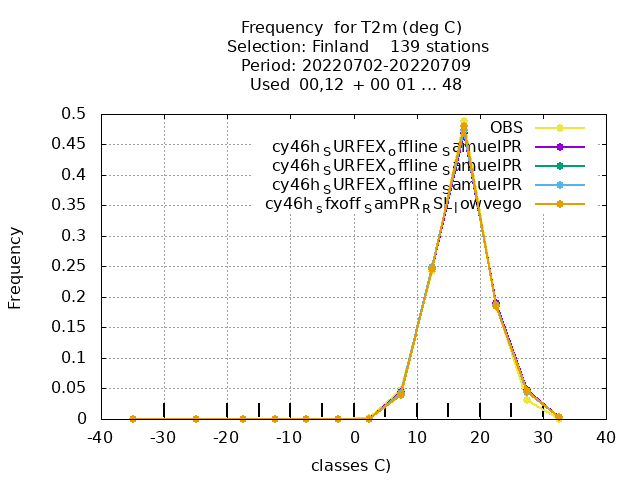 Frequency for T2m (deg C)
Selection: Finland 139 stations
Period: 20220702-20220709
Used 00,12 + 00 01 ... 48
0.5
0.45
0.4
0.35
0.3
0.25
0.2
0.15
0.1
0.05
0
Frequency
OBS
cy46h_SURFEX_offline_SamuelPR
cy46h_SURFEX_offline_SamuelPR
cy46h_SURFEX_offline_SamuelPR
-40 -30 -20 -10 0 10 20 30 40
classes C)